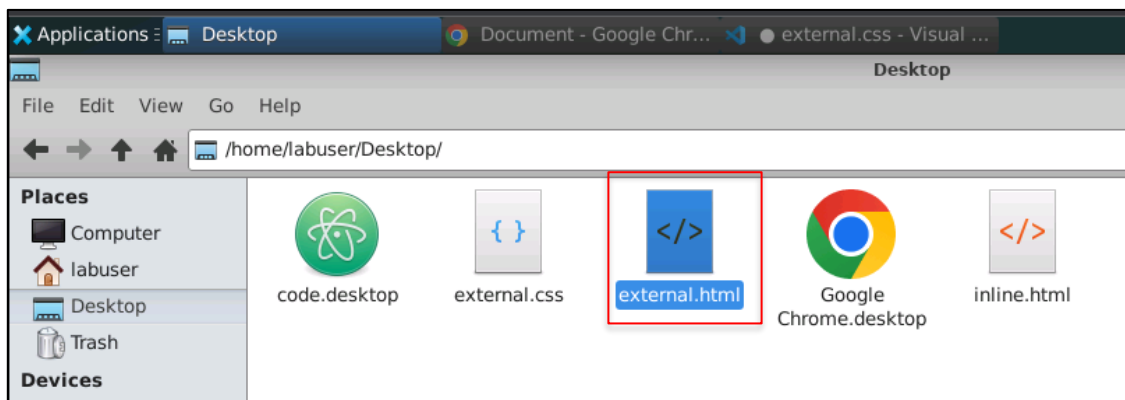 Applications
Desktop
Document - Google Chr...
● external.css - Visual ...
Desktop
File Edit View Go Help
/home/labuser/Desktop/
Places
Computer
labuser
Desktop
Trash
Devices
{ }
</>
</>
code.desktop
external.css
external.html
Google
Chrome.desktop
inline.html